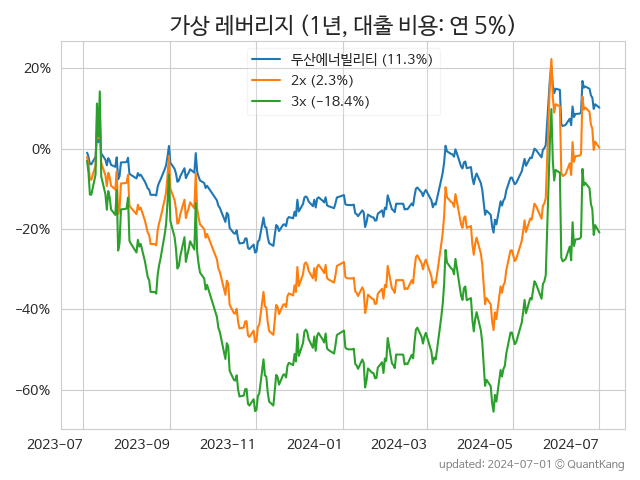 가상 레버리지 (1년, 대출 비용: 연 5%)
두산에너빌리티 (11.3%)
2x (2.3%)
3x (−18.4%)
20%
0%
−20%
−40%
−60%
2023-07 2023-09 2023-11 2024-01 2024-03 2024-05 2024-07
updated: 2024-07-01 © QuantKang